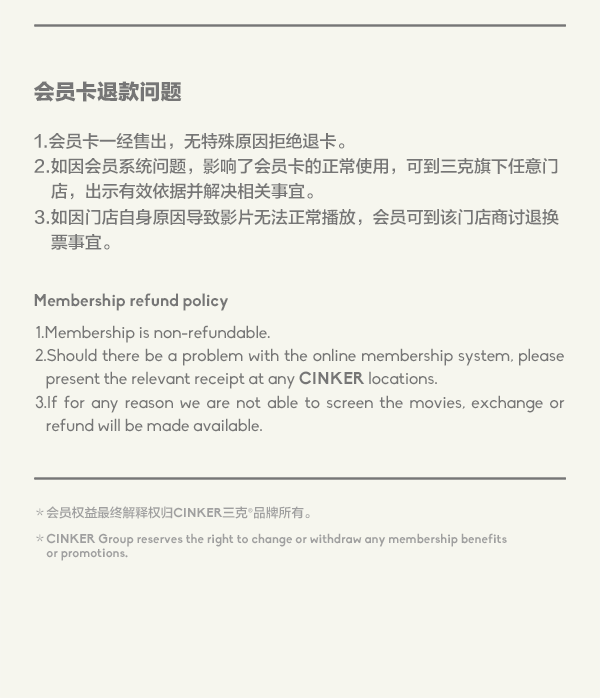 会员卡退款问题
1.会员卡一经售出，无特殊原因拒绝退卡。
2.如因会员系统问题，影响了会员卡的正常使用，可到三克旗下任意门
店，出示有效依据并解决相关事宜。
3.如因门店自身原因导致影片无法正常播放，会员可到该门店商讨退换
票事宜。
Membership refund policy
1.Membership is non-refundable.
2.Should there be a problem with the online membership system, please
present the relevant receipt at any CINKER locations.
3.If for any reason we are not able to screen the movies, exchange or
refund will be made available.
＊会员权益最终解释权归CINKER三克®品牌所有。
＊CINKER Group reserves the right to change or withdraw any membership benefits
or promotions.